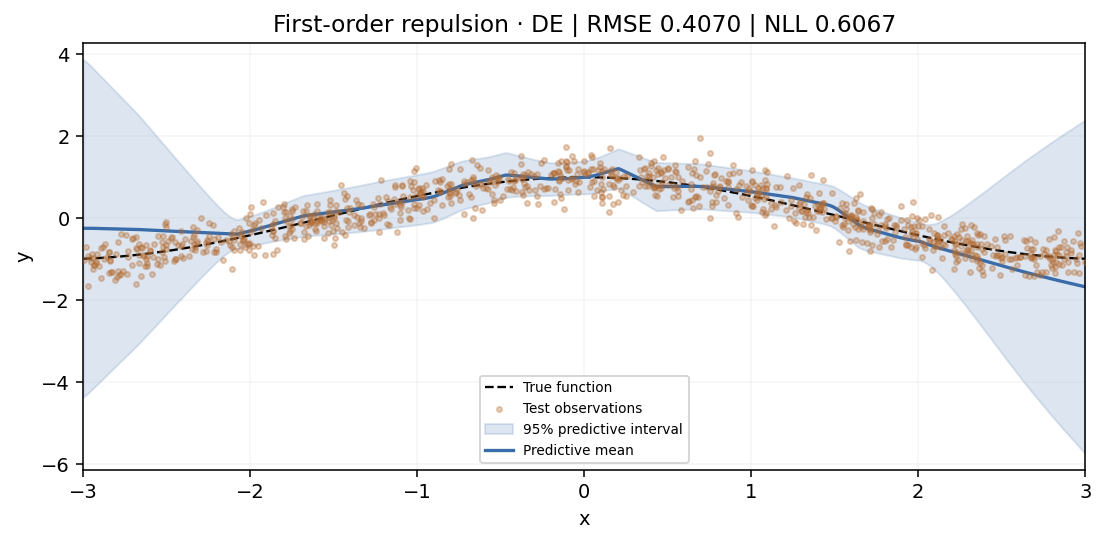 First-order repulsion · DE | RMSE 0.4070 | NLL 0.6067
4
2
0
−2
−4
−6
y
True function
Test observations
95% predictive interval
Predictive mean
−3 −2 −1 0 1 2 3
x